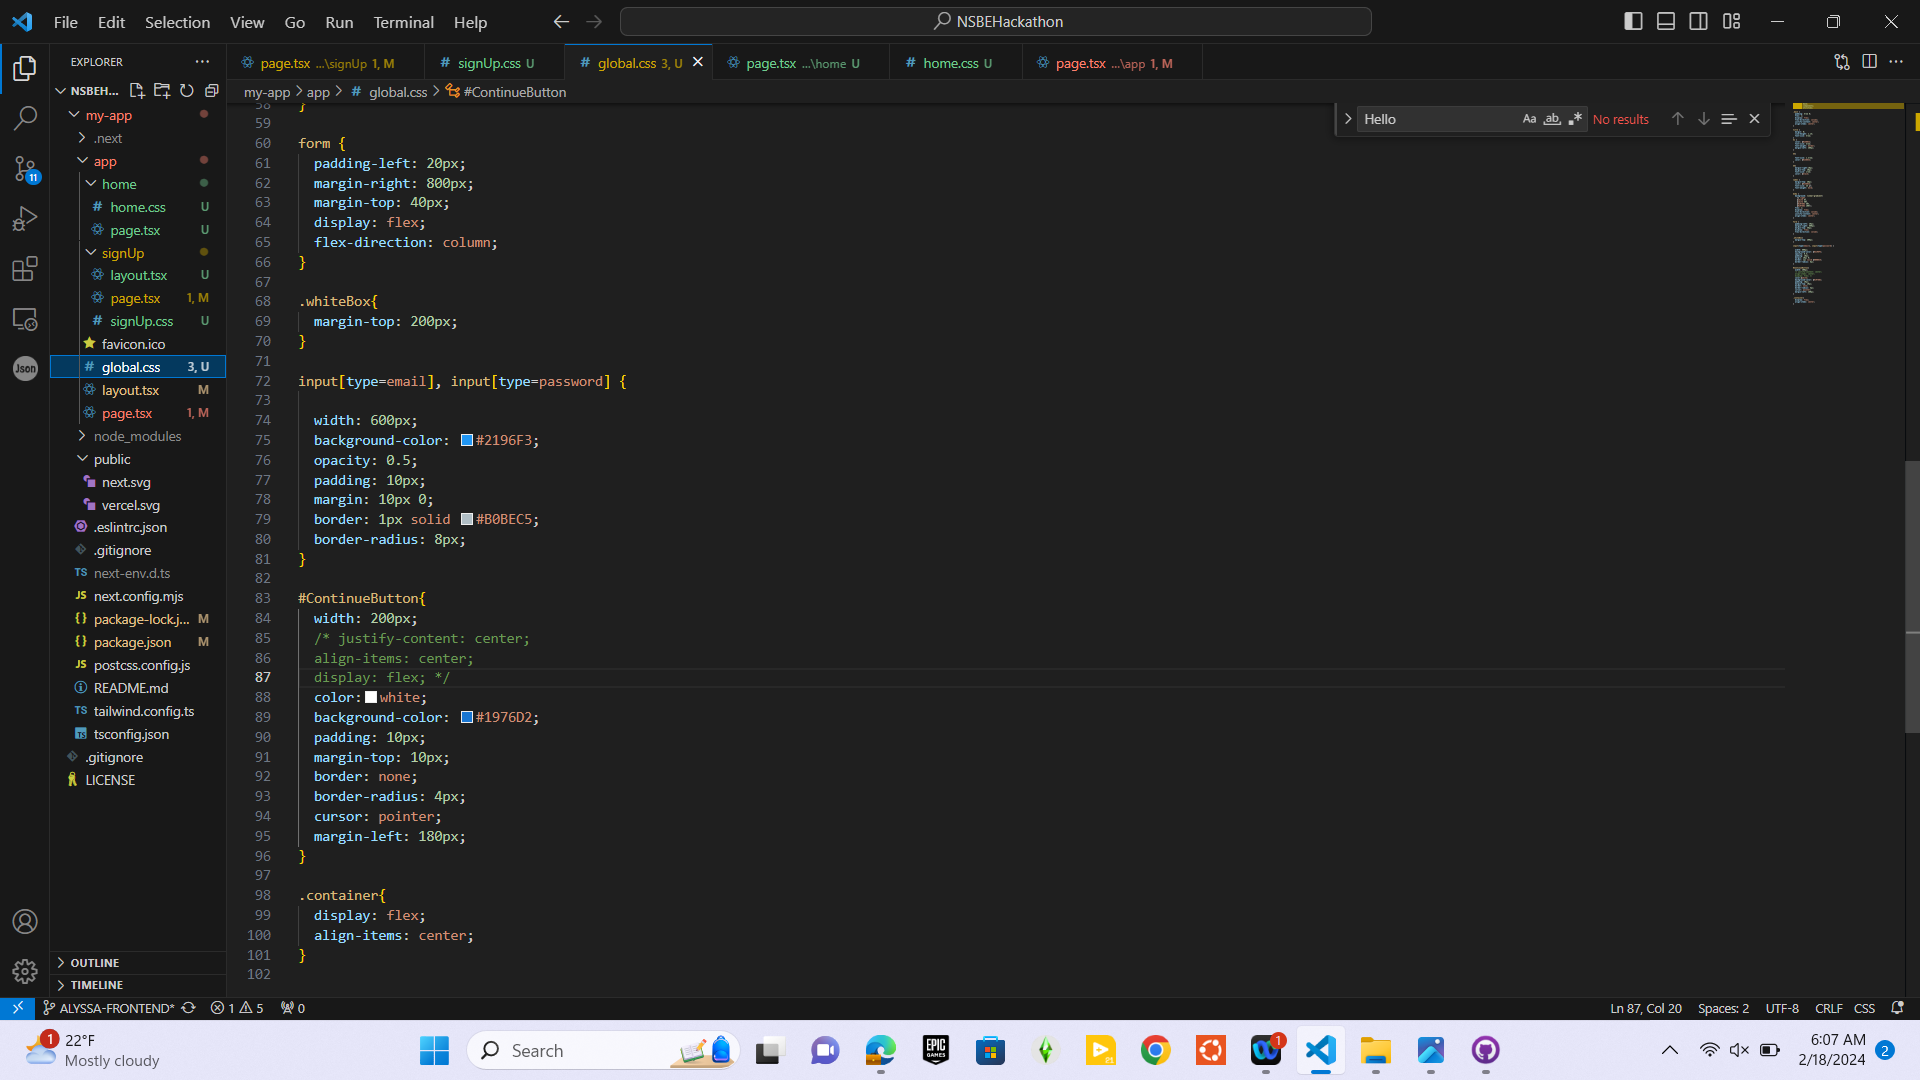 File Edit Selection View Go Run Terminal Help
NSBEHackathon
EXPLORER
page.tsx ...\signUp 1, M
# signUp.css U
# global.css 3, U
page.tsx ...\home U
# home.css U
page.tsx ...\app 1, M
NSBEH...
my-app > app > # global.css > #ContinueButton
Hello
Aa ab .*
No results
my-app
.next
app
home
# home.css U
page.tsx U
signUp
layout.tsx U
page.tsx 1, M
# signUp.css U
favicon.ico
# global.css 3, U
layout.tsx M
page.tsx 1, M
node_modules
public
next.svg
vercel.svg
.eslintrc.json
.gitignore
TS next-env.d.ts
JS next.config.mjs
{} package-lock.j... M
{} package.json M
JS postcss.config.js
README.md
TS tailwind.config.ts
TS tsconfig.json
.gitignore
LICENSE
OUTLINE
TIMELINE
11
Json
58 }
59
60 form {
61 padding-left: 20px;
62 margin-right: 800px;
63 margin-top: 40px;
64 display: flex;
65 flex-direction: column;
66 }
67
68 .whiteBox{
69 margin-top: 200px;
70 }
71
72 input[type=email], input[type=password] {
73
74 width: 600px;
75 background-color: #2196F3;
76 opacity: 0.5;
77 padding: 10px;
78 margin: 10px 0;
79 border: 1px solid #B0BEC5;
80 border-radius: 8px;
81 }
82
83 #ContinueButton{
84 width: 200px;
85 /* justify-content: center;
86 align-items: center;
87 display: flex; */
88 color: white;
89 background-color: #1976D2;
90 padding: 10px;
91 margin-top: 10px;
92 border: none;
93 border-radius: 4px;
94 cursor: pointer;
95 margin-left: 180px;
96 }
97
98 .container{
99 display: flex;
100 align-items: center;
101 }
102
ALYSSA-FRONTEND* 1 5 0
Ln 87, Col 20 Spaces: 2 UTF-8 CRLF CSS
1
22°F
Mostly cloudy
Search
EPIC
GAMES
21
1
6:07 AM
2/18/2024
2